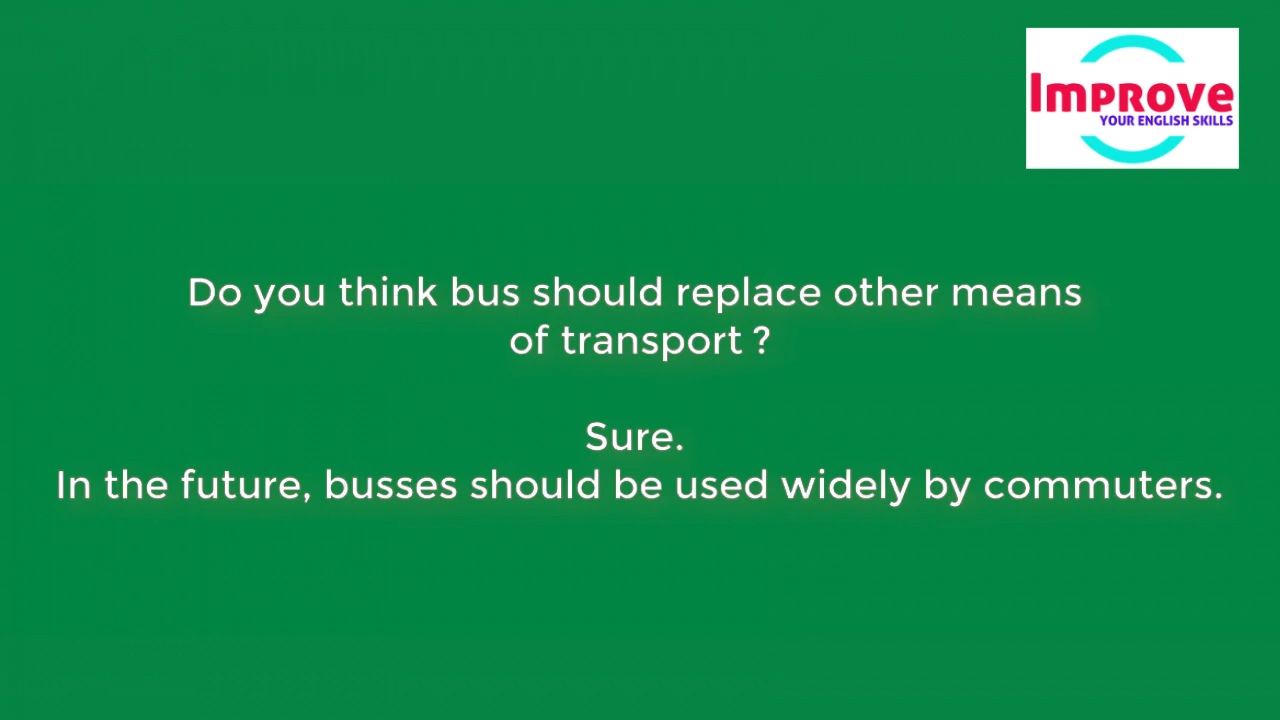 Improve
YOUR ENGLISH SKILLS
Do you think bus should replace other means
of transport ?
Sure.
In the future, busses should be used widely by commuters.